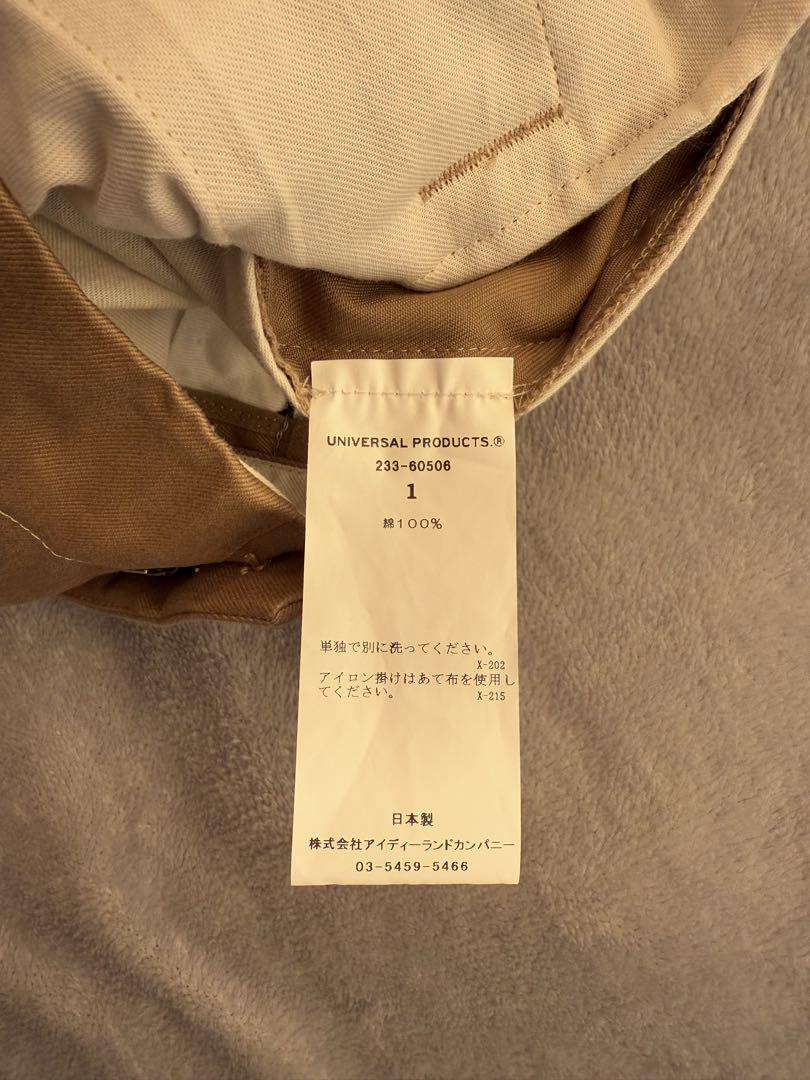 UNIVERSAL PRODUCTS.®
233-60506
1
綿100%
単独で別に洗ってください。
X-202
アイロン掛けはあて布を使用し
てください。
X-215
日本製
株式会社アイディーランドカンパニー
03-5459-5466